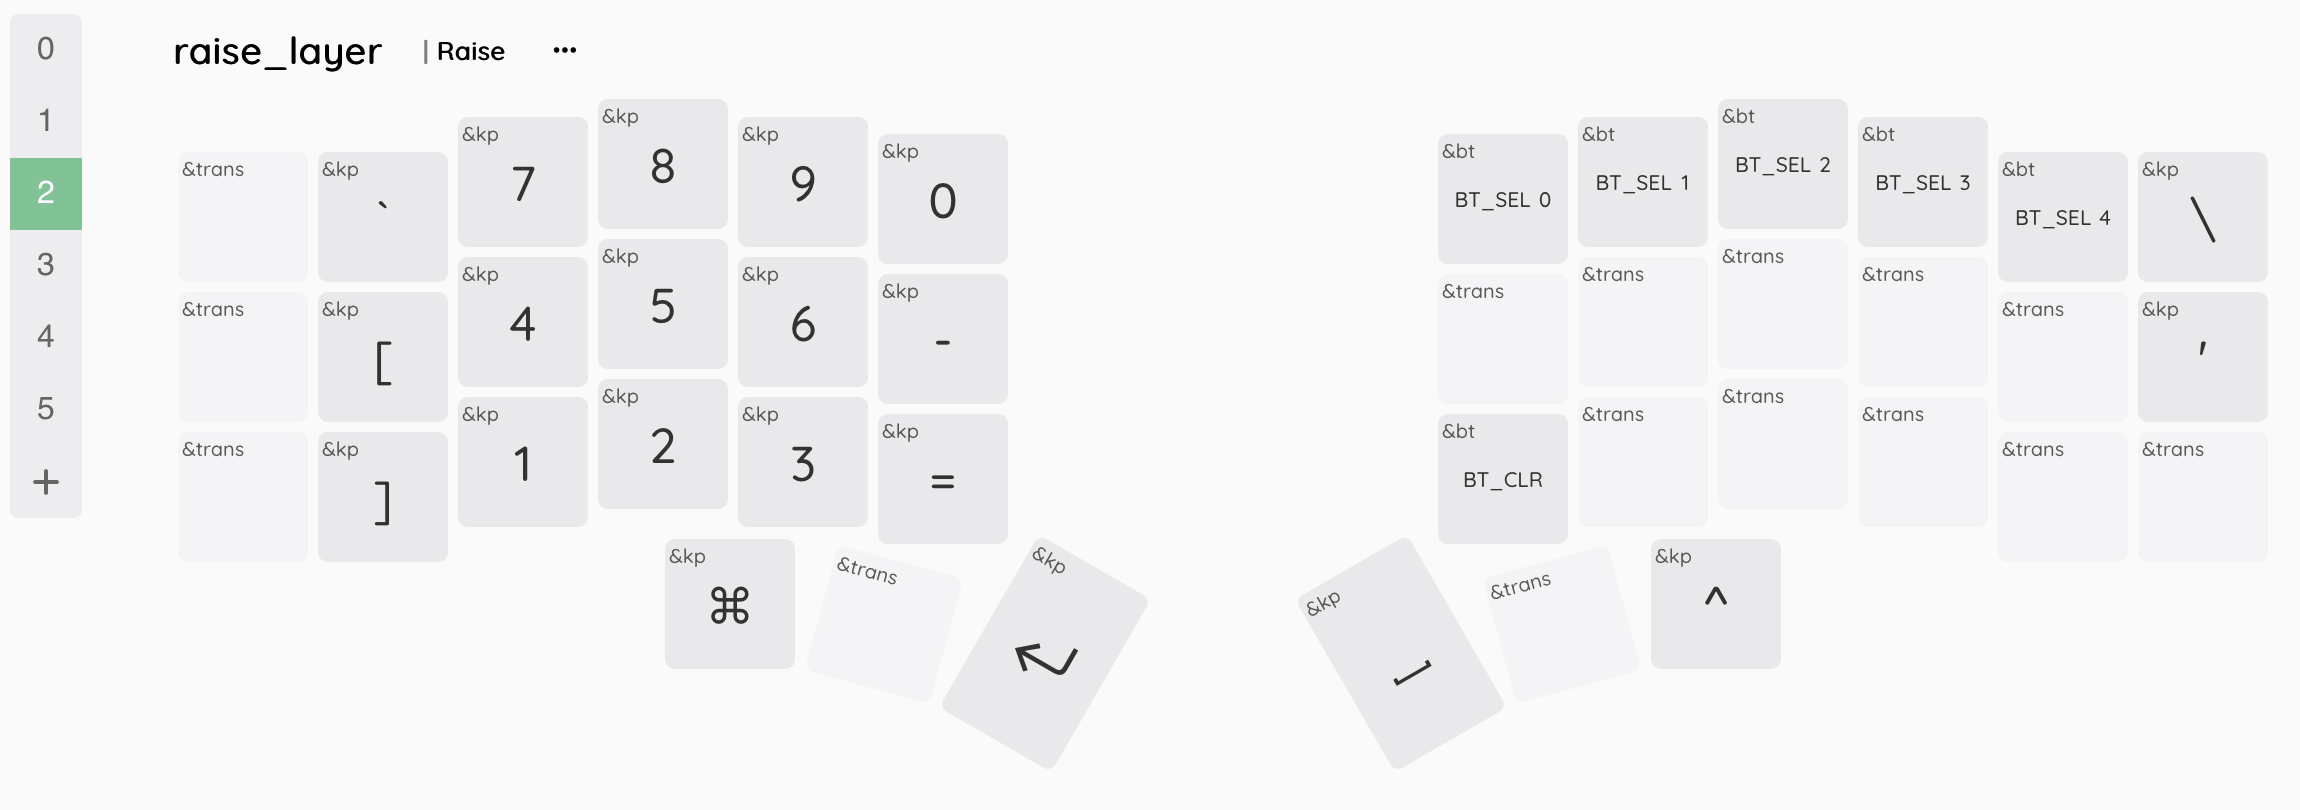 0
1
2
3
4
5
+
raise_layer | Raise •••
&trans &kp ` &kp 7 &kp 8 &kp 9 &kp 0 &bt BT_SEL 0 &bt BT_SEL 1 &bt BT_SEL 2 &bt BT_SEL 3 &bt BT_SEL 4 &kp \
&trans &kp [ &kp 4 &kp 5 &kp 6 &kp - &trans &trans &trans &trans &trans &kp '
&trans &kp ] &kp 1 &kp 2 &kp 3 &kp = &bt BT_CLR &trans &trans &trans &trans &trans
&kp ⌘ &trans &kp ↵ &kp ⎵ &trans &kp ^